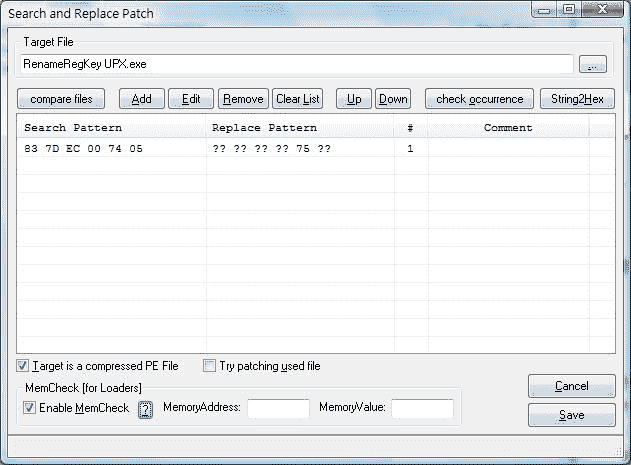 Search and Replace Patch
Target File
RenameRegKey UPX.exe
...
compare files Add Edit Remove Clear List Up Down check occurrence String2Hex
Search Pattern Replace Pattern # Comment
83 7D EC 00 74 05 ?? ?? ?? ?? 75 ?? 1
Target is a compressed PE File Try patching used file
MemCheck [for Loaders]
Enable MemCheck ? MemoryAddress: MemoryValue:
Cancel
Save